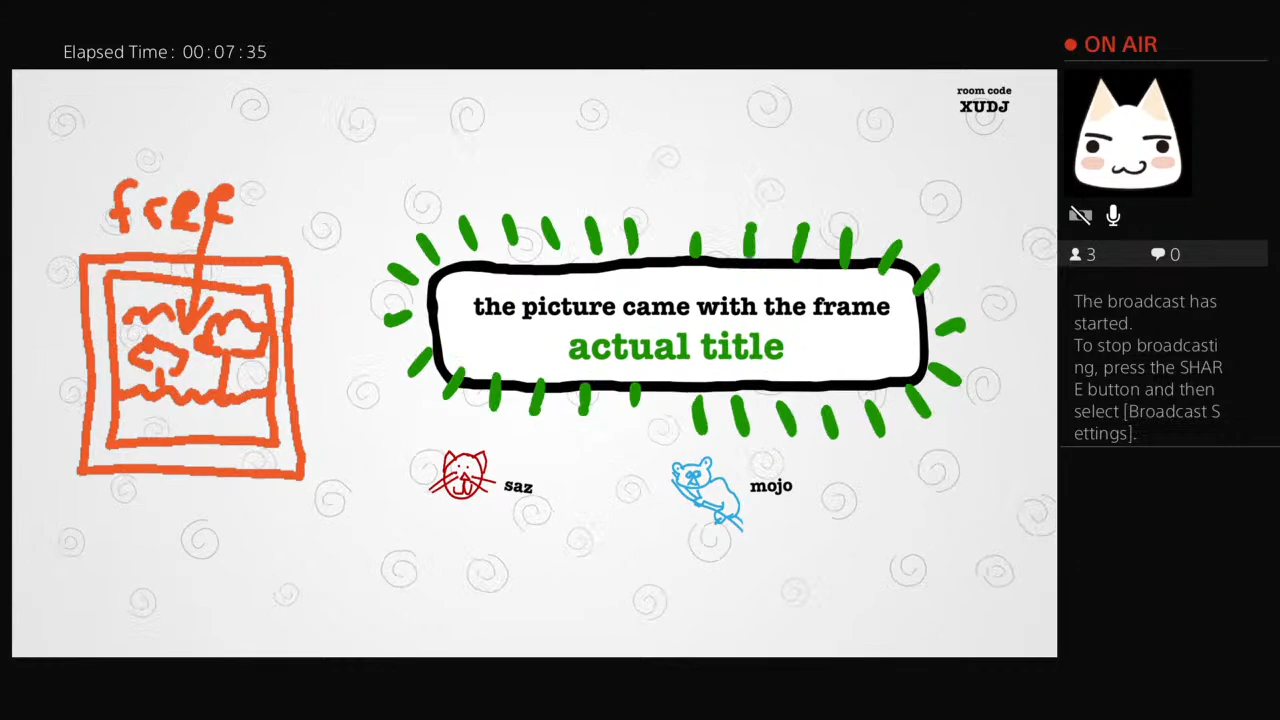 Elapsed Time: 00:07:35
ON AIR
room code
XUDJ
free
the picture came with the frame
actual title
saz
mojo
3
0
The broadcast has
started.
To stop broadcasti
ng, press the SHAR
E button and then
select [Broadcast S
ettings].